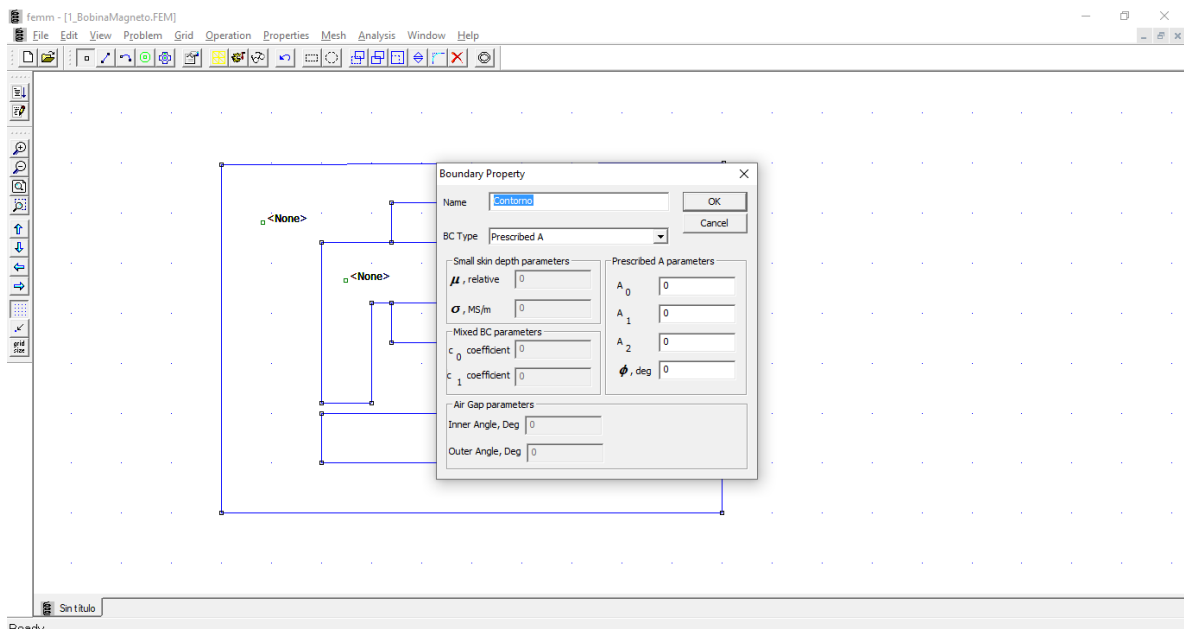 femm - [1_BobinaMagneto.FEM]
File Edit View Problem Grid Operation Properties Mesh Analysis Window Help
Boundary Property
Name Contorno OK
Cancel
BC Type Prescribed A
Small skin depth parameters
μ, relative 0
σ, MS/m 0
Mixed BC parameters
c 0 coefficient 0
c 1 coefficient 0
Prescribed A parameters
A 0 0
A 1 0
A 2 0
ϕ, deg 0
Air Gap parameters
Inner Angle, Deg 0
Outer Angle, Deg 0
<None>
<None>
grid
size
Sin título
Ready